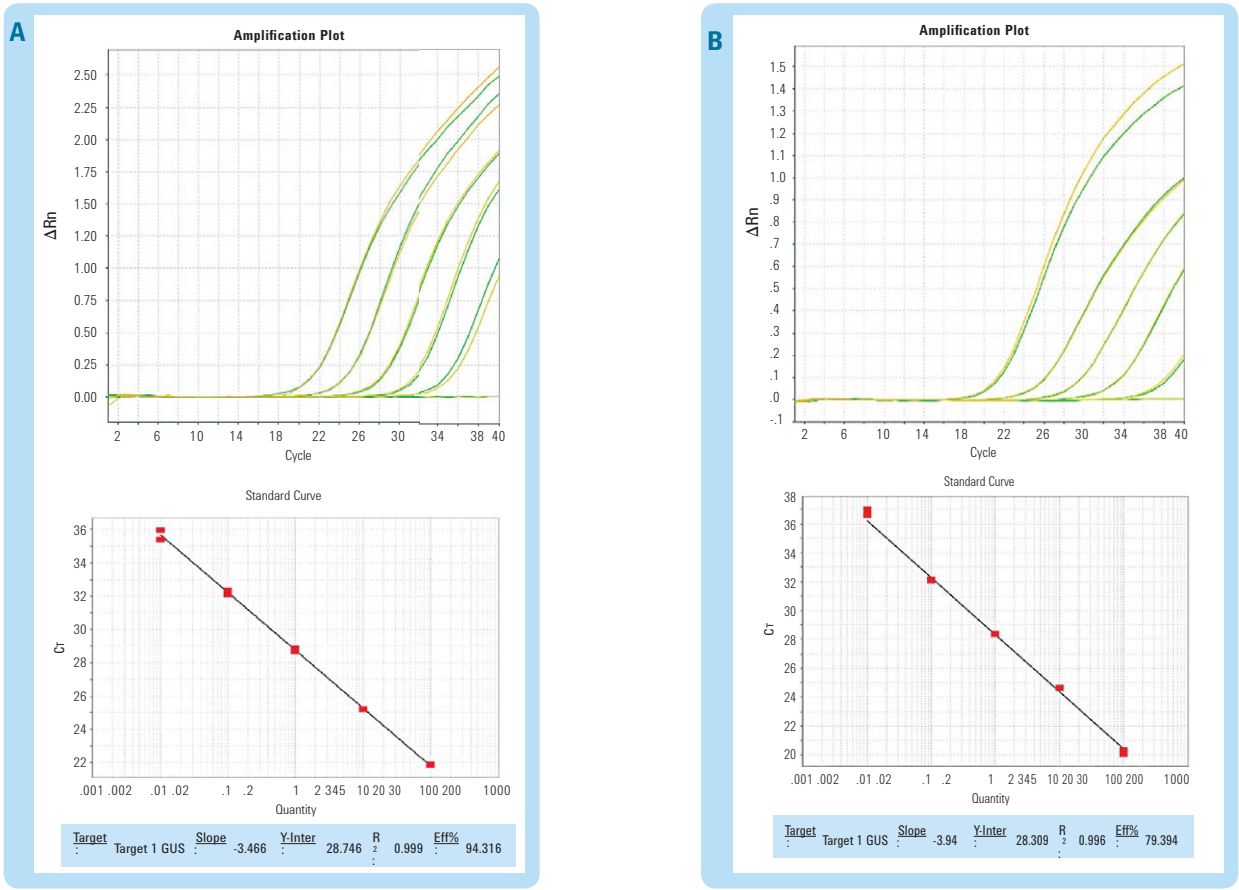 A
Amplification Plot
2.50
2.25
2.00
1.75
1.50
1.20
1.00
0.75
0.50
0.25
0.00
ΔRn
2 6 10 14 18 22 26 30 34 38 40
Cycle
Standard Curve
36
34
32
30
28
26
24
22
CT
.001 .002 .01 .02 .1 .2 1 2 345 10 20 30 100 200 1000
Quantity
Target : Target 1 GUS Slope : -3.466 Y-Inter : 28.746 R 2 : 0.999 Eff% : 94.316
B
Amplification Plot
1.5
1.4
1.3
1.2
1.1
1.0
.9
.8
.7
.6
.5
.4
.3
.2
.1
.0
-.1
ΔRn
2 6 10 14 18 22 26 30 34 38 40
Cycle
Standard Curve
38
36
34
32
30
28
26
24
22
20
CT
.001 .002 .01 .02 .1 .2 1 2 345 10 20 30 100 200 1000
Quantity
Target : Target 1 GUS Slope : -3.94 Y-Inter : 28.309 R 2 : 0.996 Eff% : 79.394